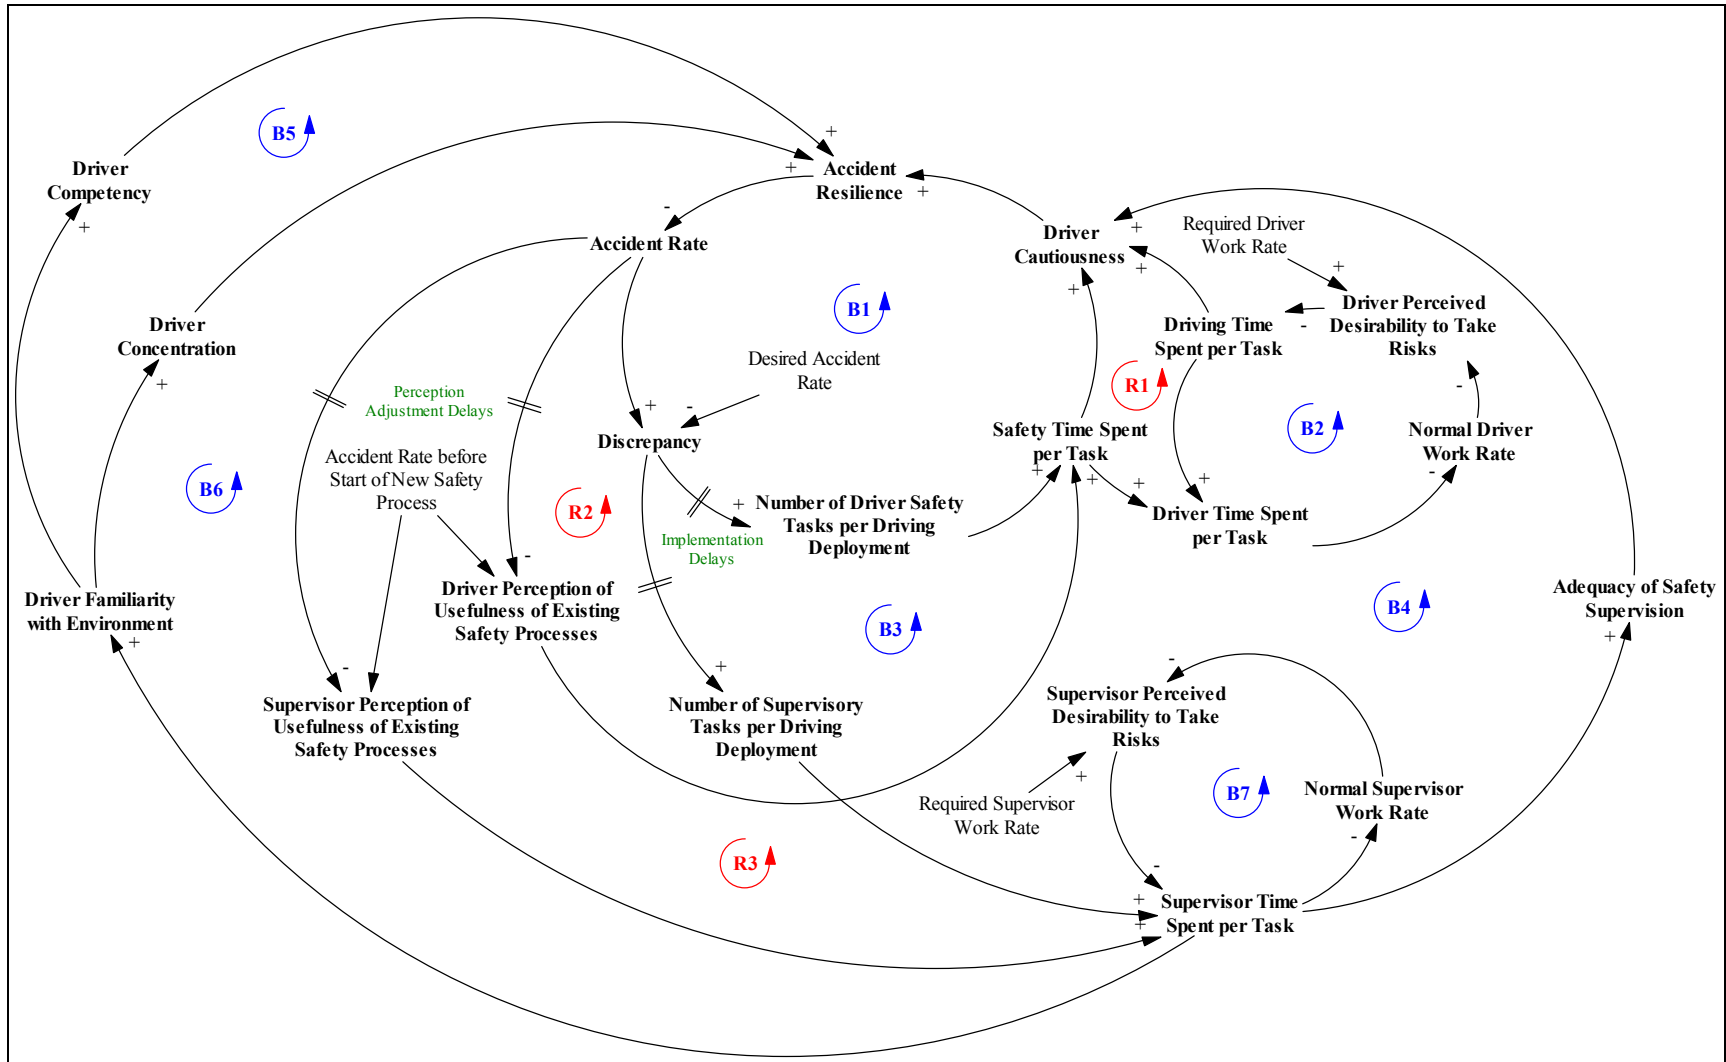 B5
+
Driver
Competency
+
+
Accident
Resilience
+
+
-
Accident Rate
Driver
Cautiousness
+
+
+
Required Driver
Work Rate
+
Driver Perceived
Desirability to Take
Risks
-
Driving Time
Spent per Task
B1
Driver
Concentration
+
Desired Accident
Rate
R1
-
Perception
Adjustment Delays
+
-
Discrepancy
Safety Time Spent
per Task
+
+
+
+
B2
Normal Driver
Work Rate
-
Accident Rate before
Start of New Safety
Process
B6
R2
+
Number of Driver Safety
Tasks per Driving
Deployment
Driver Time Spent
per Task
Implementation
Delays
-
Driver Perception of
Usefulness of Existing
Safety Processes
Driver Familiarity
with Environment
+
B3
B4
Adequacy of Safety
Supervision
+
-
Supervisor Perception of
Usefulness of Existing
Safety Processes
+
Number of Supervisory
Tasks per Driving
Deployment
-
Supervisor Perceived
Desirability to Take
Risks
+
Required Supervisor
Work Rate
B7
Normal Supervisor
Work Rate
-
R3
-
+
+
Supervisor Time
Spent per Task